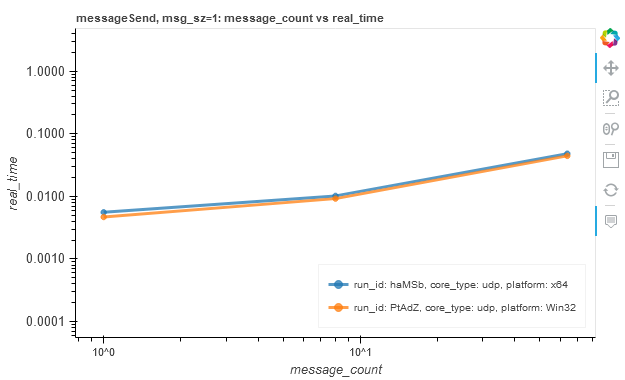 messageSend, msg_sz=1: message_count vs real_time
real_time
1.0000
0.1000
0.0100
0.0010
0.0001
10^0
10^1
message_count
run_id: haMSb, core_type: udp, platform: x64
run_id: PtAdZ, core_type: udp, platform: Win32